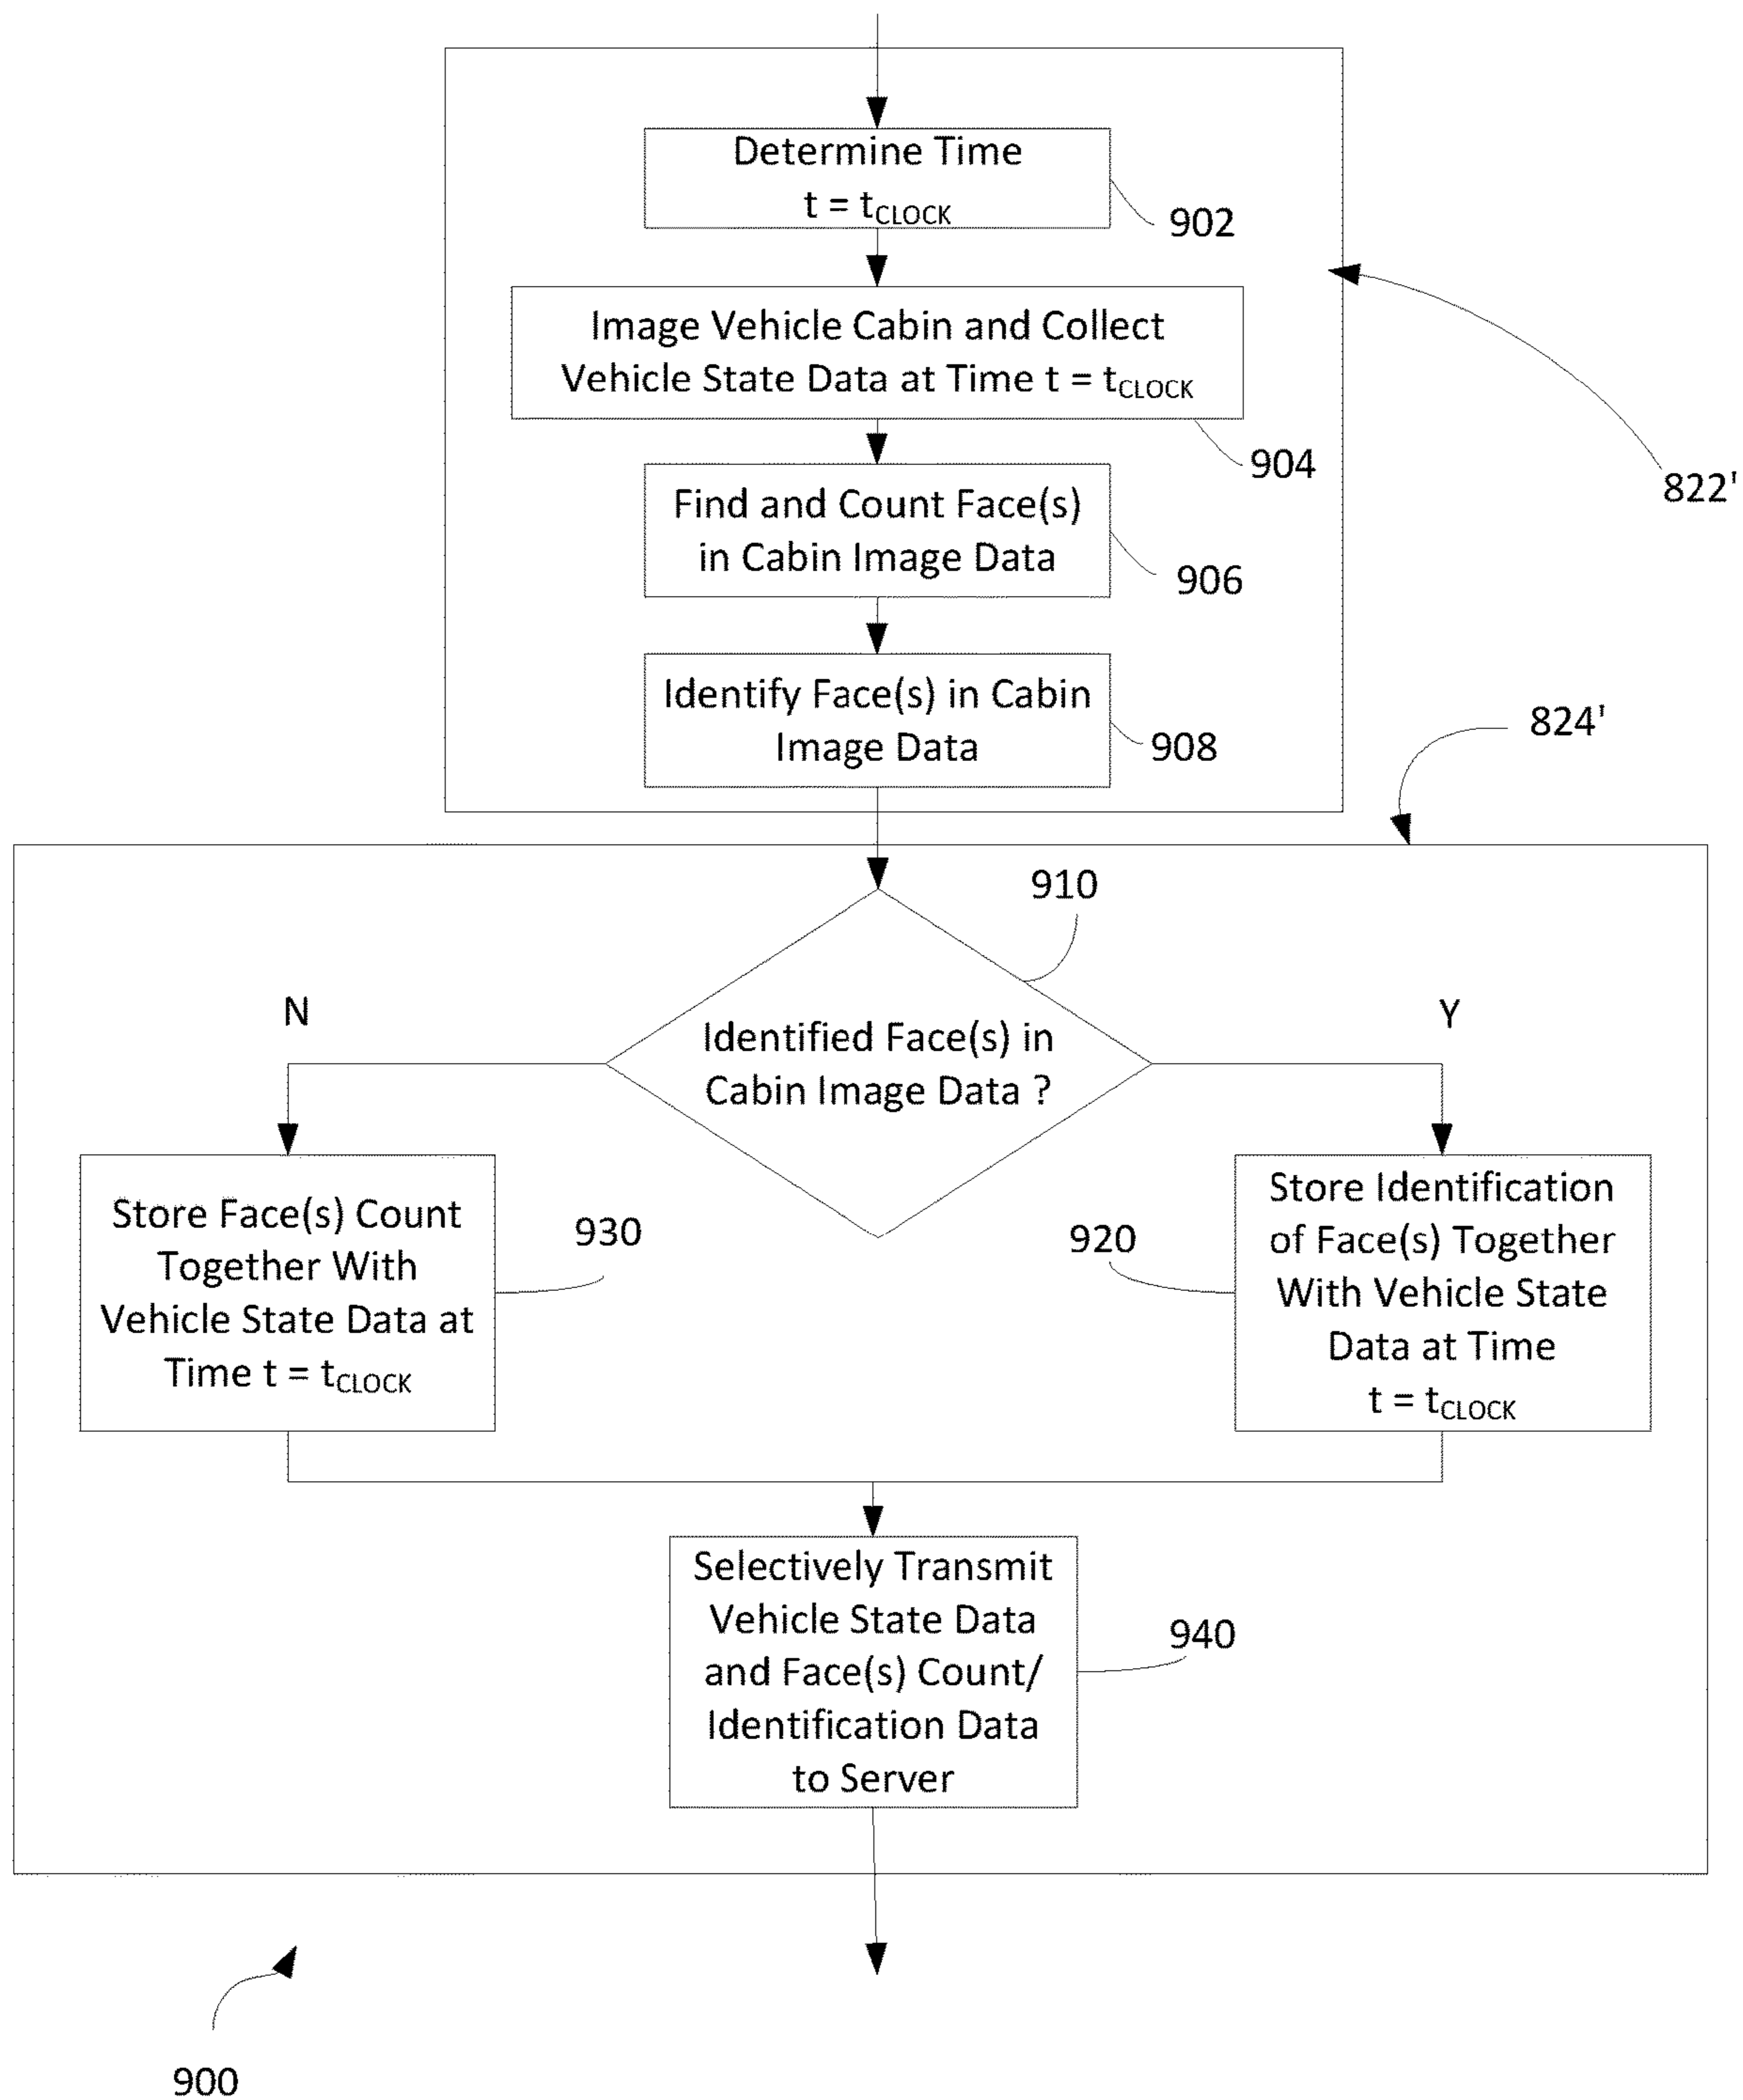 Determine Time
t = tCLOCK
902
Image Vehicle Cabin and Collect
Vehicle State Data at Time t = tCLOCK
904
822'
Find and Count Face(s)
in Cabin Image Data
906
Identify Face(s) in Cabin
Image Data
908
824'
910
N
Y
Identified Face(s) in
Cabin Image Data ?
Store Face(s) Count
Together With
Vehicle State Data at
Time t = tCLOCK
930
920
Store Identification
of Face(s) Together
With Vehicle State
Data at Time
t = tCLOCK
Selectively Transmit
Vehicle State Data
and Face(s) Count/
Identification Data
to Server
940
900